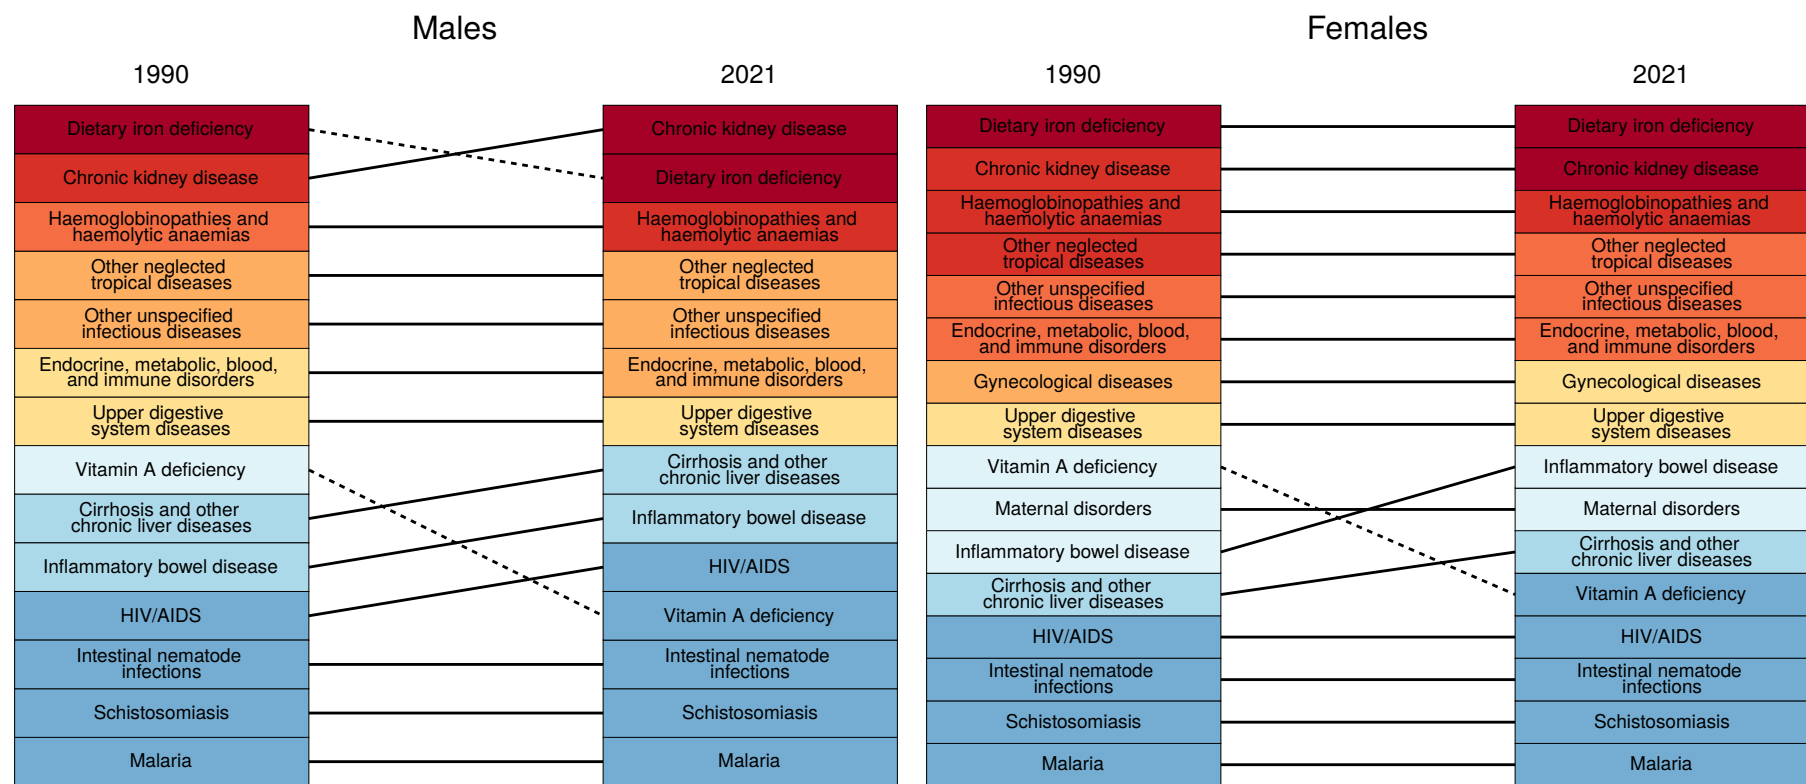 Males
1990
2021
Dietary iron deficiency
Chronic kidney disease
Haemoglobinopathies and
haemolytic anaemias
Other neglected
tropical diseases
Other unspecified
infectious diseases
Endocrine, metabolic, blood,
and immune disorders
Upper digestive
system diseases
Vitamin A deficiency
Cirrhosis and other
chronic liver diseases
Inflammatory bowel disease
HIV/AIDS
Intestinal nematode
infections
Schistosomiasis
Malaria
Chronic kidney disease
Dietary iron deficiency
Haemoglobinopathies and
haemolytic anaemias
Other neglected
tropical diseases
Other unspecified
infectious diseases
Endocrine, metabolic, blood,
and immune disorders
Upper digestive
system diseases
Cirrhosis and other
chronic liver diseases
Inflammatory bowel disease
HIV/AIDS
Vitamin A deficiency
Intestinal nematode
infections
Schistosomiasis
Malaria
Females
1990
2021
Dietary iron deficiency
Chronic kidney disease
Haemoglobinopathies and
haemolytic anaemias
Other neglected
tropical diseases
Other unspecified
infectious diseases
Endocrine, metabolic, blood,
and immune disorders
Gynecological diseases
Upper digestive
system diseases
Vitamin A deficiency
Maternal disorders
Inflammatory bowel disease
Cirrhosis and other
chronic liver diseases
HIV/AIDS
Intestinal nematode
infections
Schistosomiasis
Malaria
Dietary iron deficiency
Chronic kidney disease
Haemoglobinopathies and
haemolytic anaemias
Other neglected
tropical diseases
Other unspecified
infectious diseases
Endocrine, metabolic, blood,
and immune disorders
Gynecological diseases
Upper digestive
system diseases
Inflammatory bowel disease
Maternal disorders
Cirrhosis and other
chronic liver diseases
Vitamin A deficiency
HIV/AIDS
Intestinal nematode
infections
Schistosomiasis
Malaria